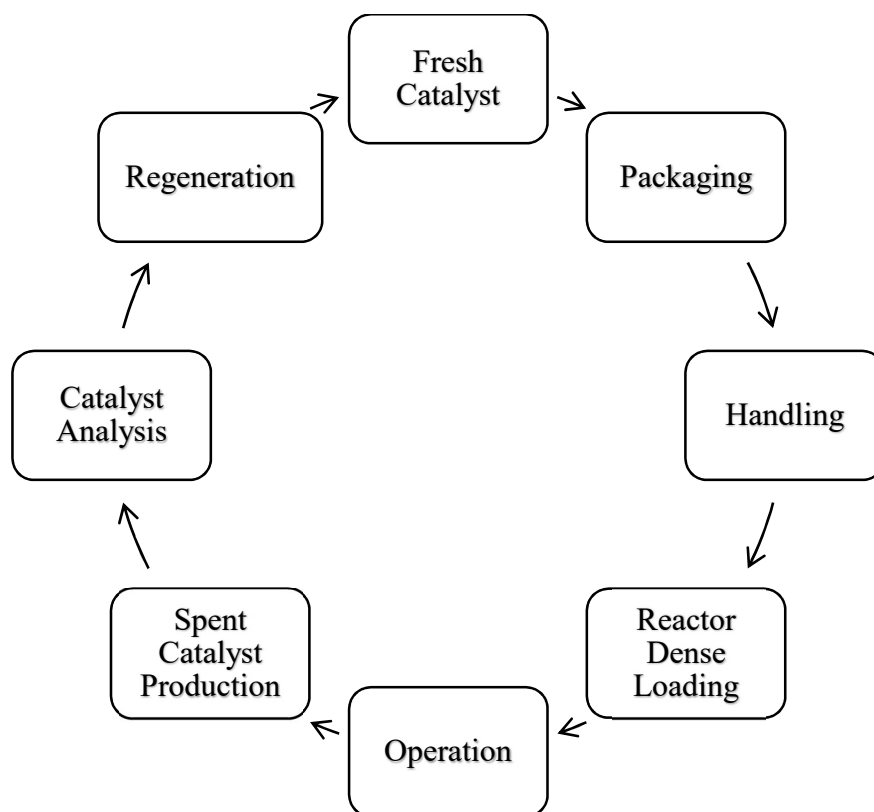 Fresh
Catalyst
Packaging
Handling
Reactor
Dense
Loading
Operation
Spent
Catalyst
Production
Catalyst
Analysis
Regeneration